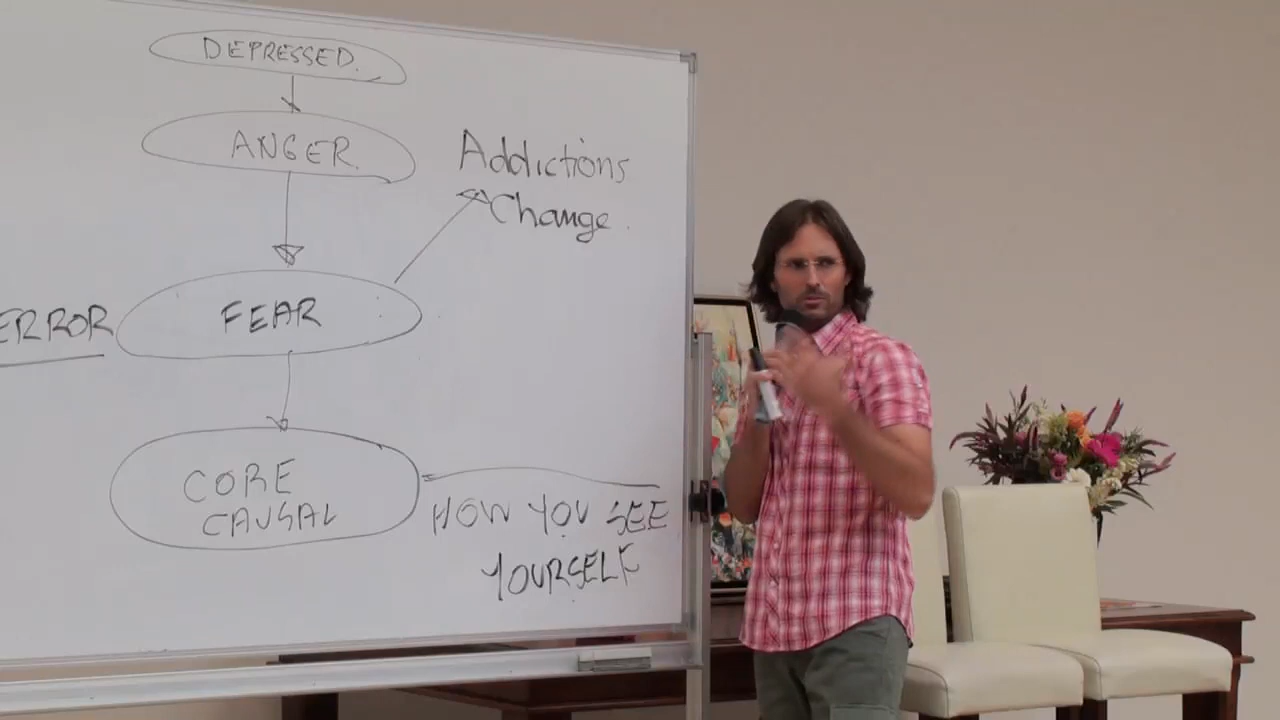 DEPRESSED.
ANGER.
Addictions
Change.
ERROR
FEAR
CORE
CAUSAL
HOW YOU SEE
YOURSELF